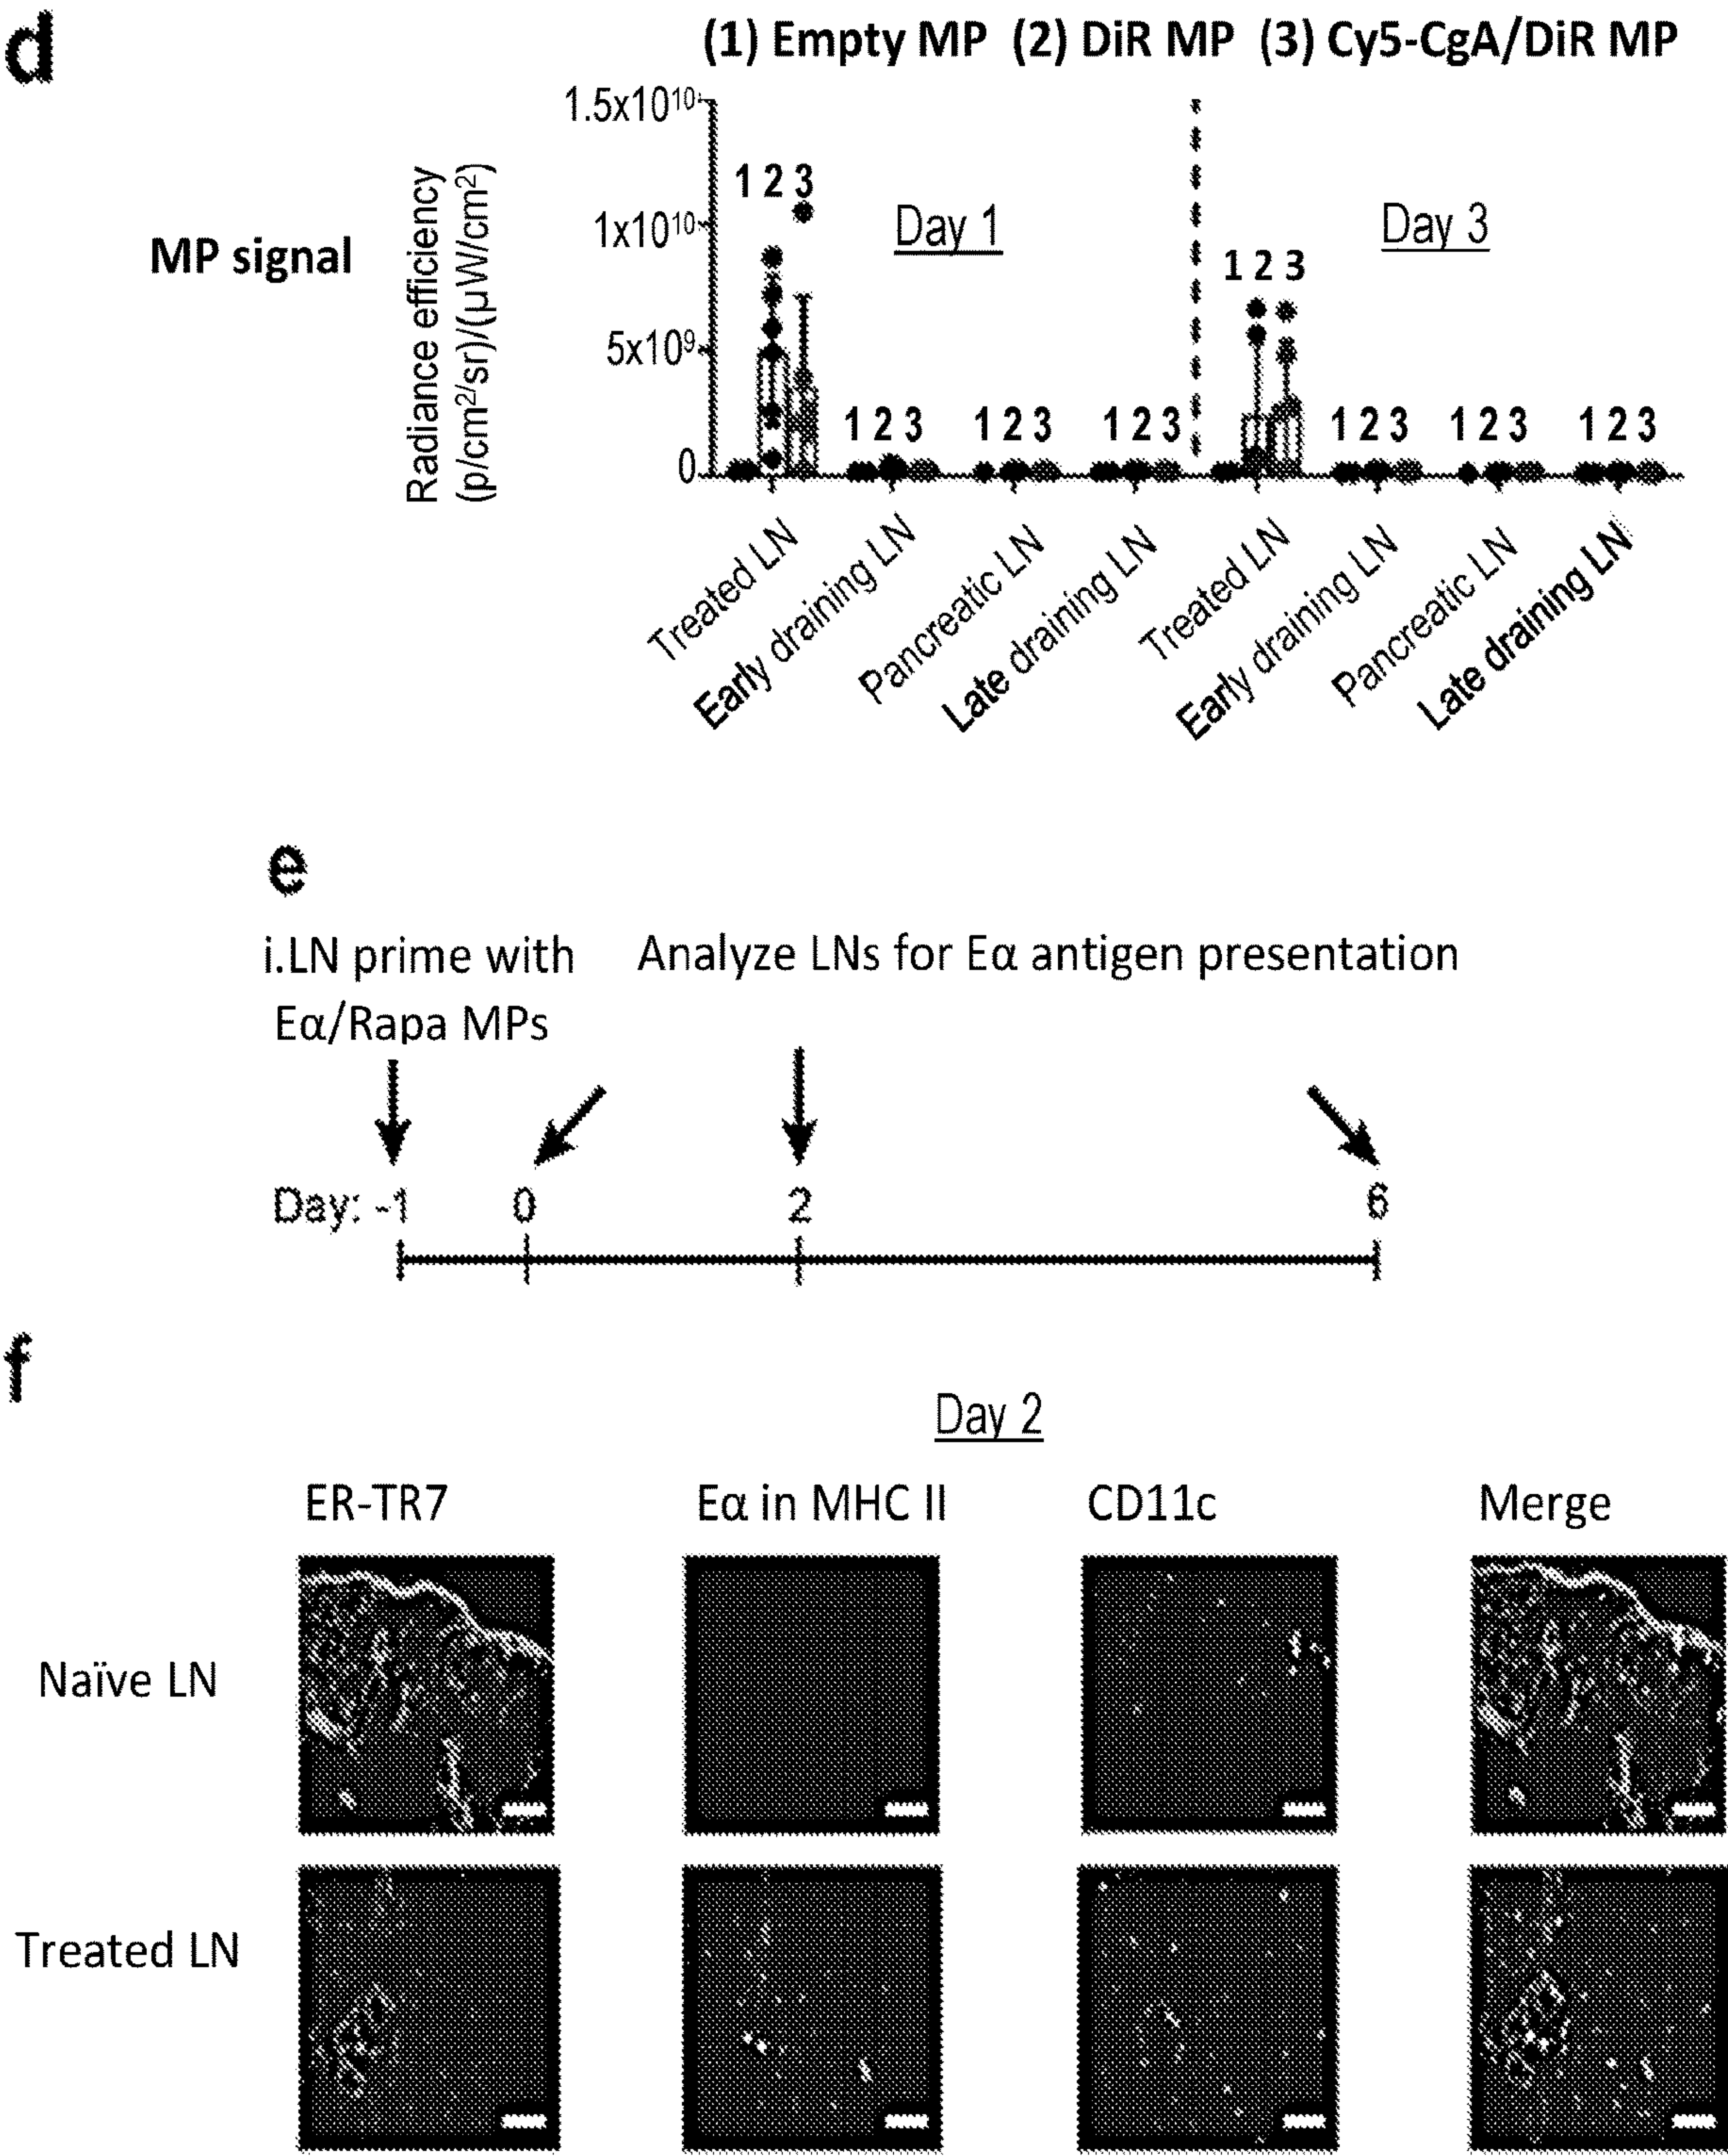 d
(1) Empty MP (2) DiR MP (3) Cy5-CgA/DiR MP
MP signal
Radiance efficiency
(p/cm²/sr)/(µW/cm²)
1.5x10¹⁰
1x10¹⁰
5x10⁹
0
Day 1
Day 3
1 2 3
1 2 3
1 2 3
1 2 3
1 2 3
1 2 3
1 2 3
1 2 3
Treated LN
Early draining LN
Pancreatic LN
Late draining LN
Treated LN
Early draining LN
Pancreatic LN
Late draining LN
e
i.LN prime with
Eα/Rapa MPs
Analyze LNs for Eα antigen presentation
Day: -1 0 2 6
f
Day 2
ER-TR7 Eα in MHC II CD11c Merge
Naïve LN
Treated LN